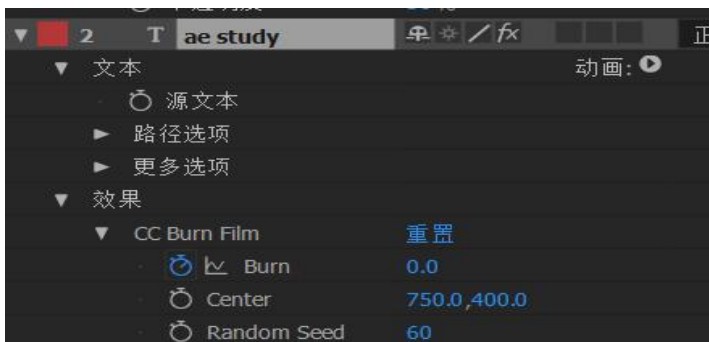 2 T ae study fx
文本 动画:
源文本
路径选项
更多选项
效果
CC Burn Film 重置
Burn 0.0
Center 750.0,400.0
Random Seed 60